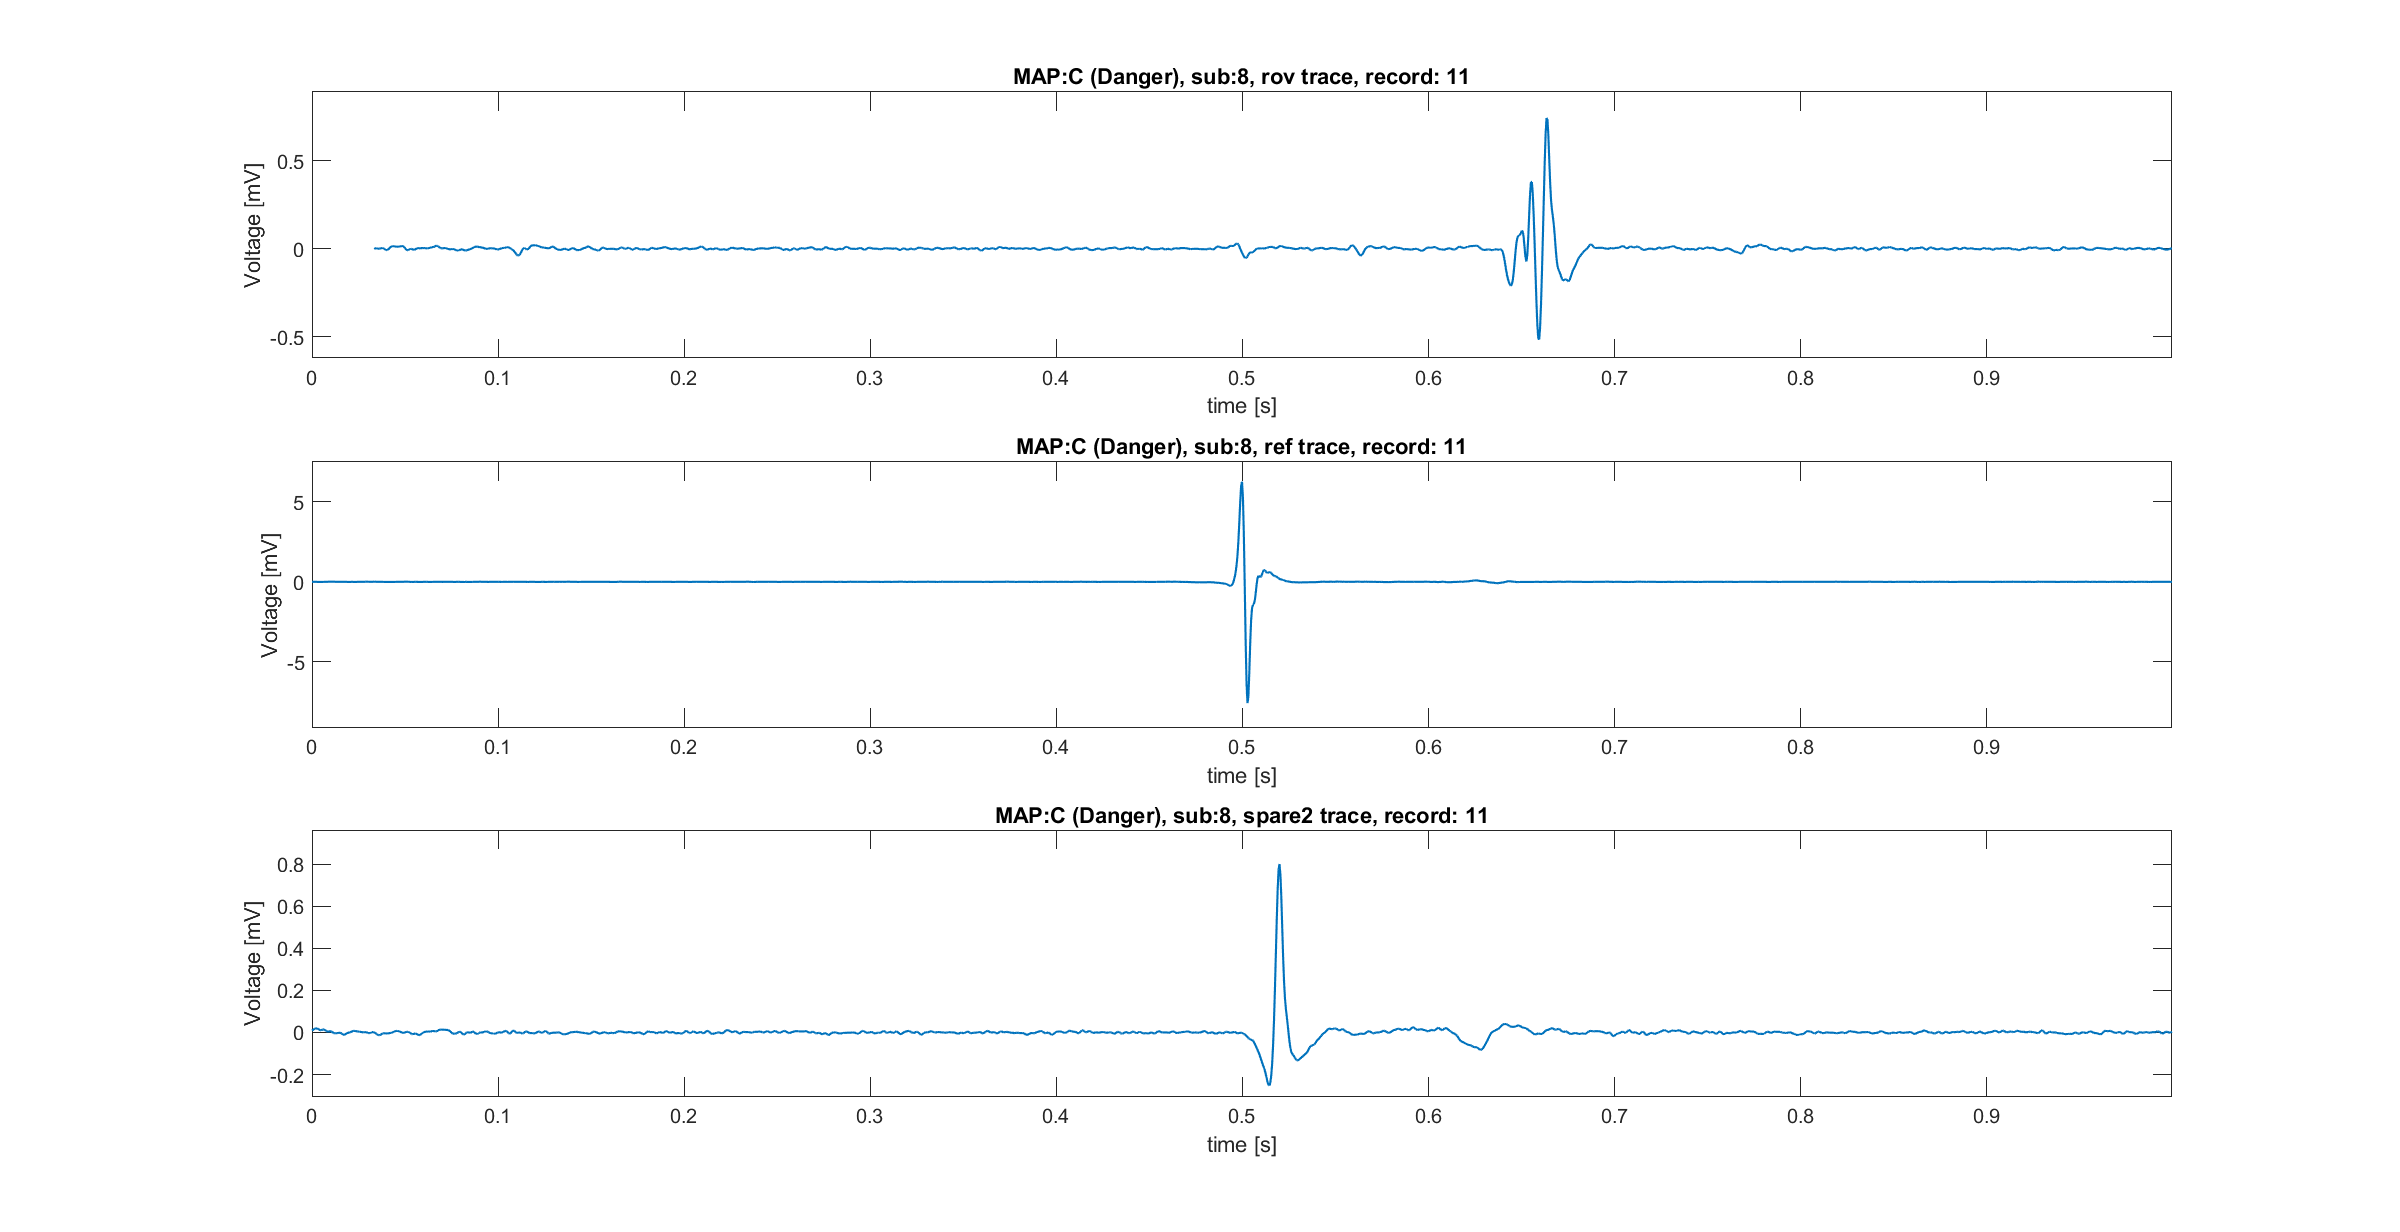 MAP:C (Danger), sub:8, rov trace, record: 11
Voltage [mV]
0.5
0
-0.5
0 0.1 0.2 0.3 0.4 0.5 0.6 0.7 0.8 0.9
time [s]
MAP:C (Danger), sub:8, ref trace, record: 11
Voltage [mV]
5
0
-5
0 0.1 0.2 0.3 0.4 0.5 0.6 0.7 0.8 0.9
time [s]
MAP:C (Danger), sub:8, spare2 trace, record: 11
Voltage [mV]
0.8
0.6
0.4
0.2
0
-0.2
0 0.1 0.2 0.3 0.4 0.5 0.6 0.7 0.8 0.9
time [s]